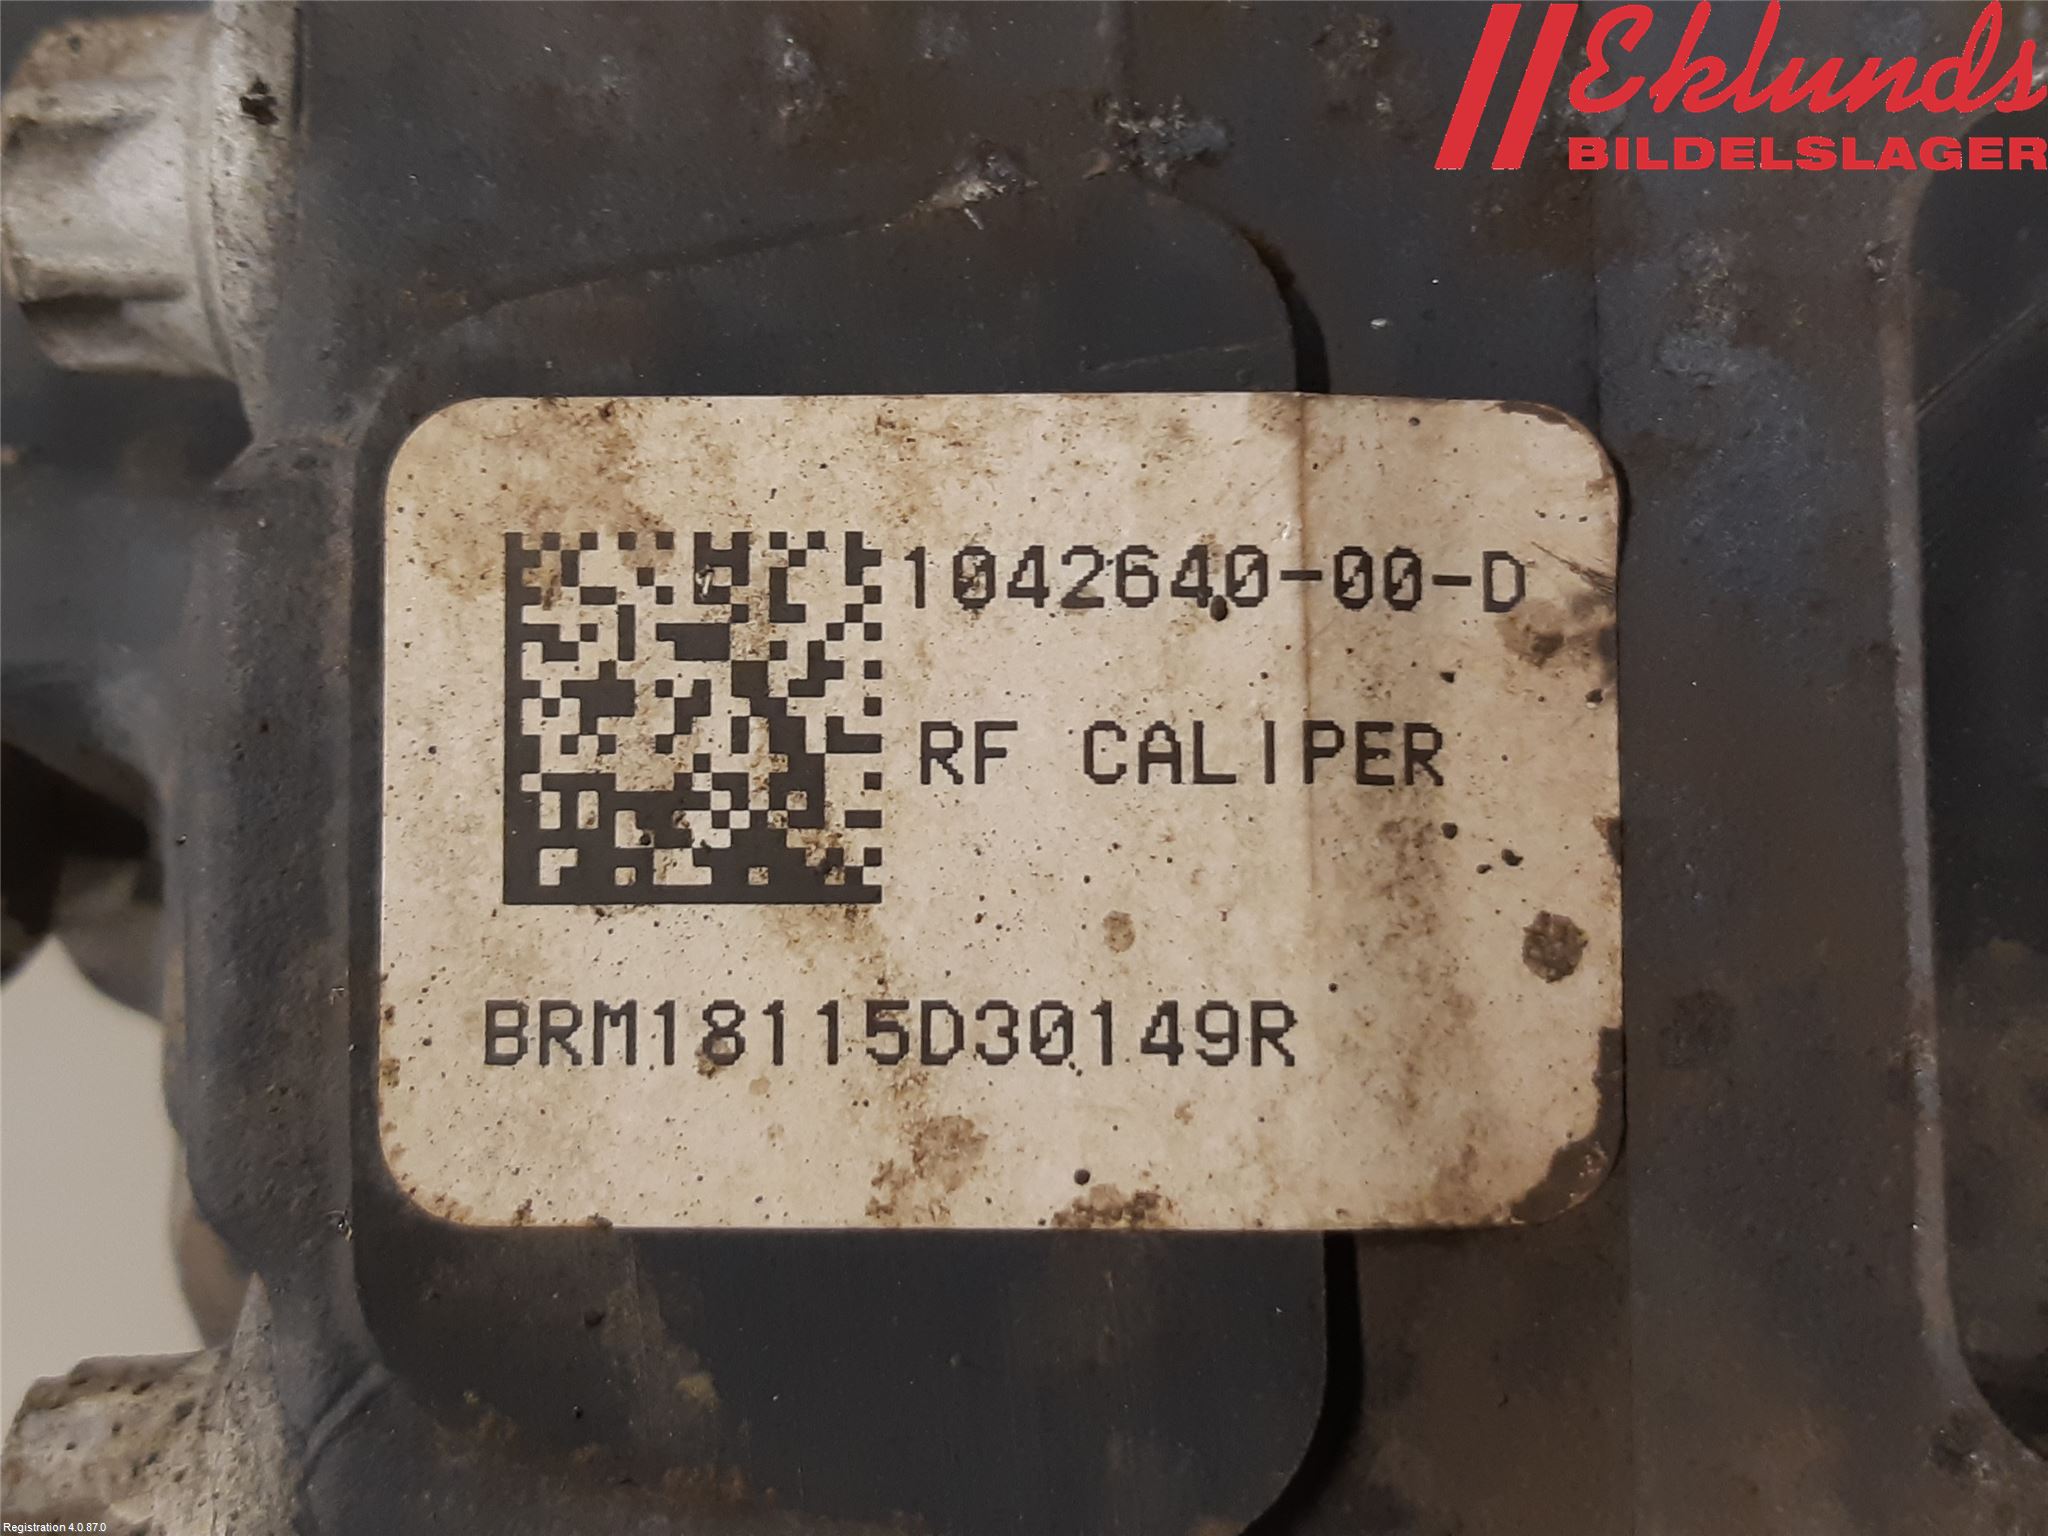 Eklunds
BILDELSLAGER
1042640-00-D
RF CALIPER
BRM18115D30149R
Registration 4.0.87.0